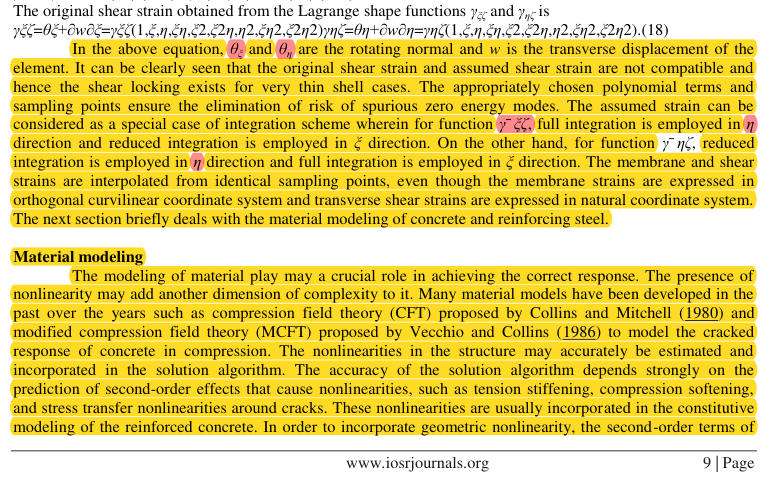 The original shear strain obtained from the Lagrange shape functions γξζ and γηζ is
γξζ=θξ+∂w∂ξ=γξζ(1,ξ,η,ξη,ξ2,ξ2η,η2,ξη2,ξ2η2)γηζ=θη+∂w∂η=γηζ(1,ξ,η,ξη,ξ2,ξ2η,η2,ξη2,ξ2η2).(18)
In the above equation, θξ and θη are the rotating normal and w is the transverse displacement of the
element. It can be clearly seen that the original shear strain and assumed shear strain are not compatible and
hence the shear locking exists for very thin shell cases. The appropriately chosen polynomial terms and
sampling points ensure the elimination of risk of spurious zero energy modes. The assumed strain can be
considered as a special case of integration scheme wherein for function γ¯ξζ, full integration is employed in η
direction and reduced integration is employed in ξ direction. On the other hand, for function γ¯ηζ, reduced
integration is employed in η direction and full integration is employed in ξ direction. The membrane and shear
strains are interpolated from identical sampling points, even though the membrane strains are expressed in
orthogonal curvilinear coordinate system and transverse shear strains are expressed in natural coordinate system.
The next section briefly deals with the material modeling of concrete and reinforcing steel.
Material modeling
The modeling of material play may a crucial role in achieving the correct response. The presence of
nonlinearity may add another dimension of complexity to it. Many material models have been developed in the
past over the years such as compression field theory (CFT) proposed by Collins and Mitchell (1980) and
modified compression field theory (MCFT) proposed by Vecchio and Collins (1986) to model the cracked
response of concrete in compression. The nonlinearities in the structure may accurately be estimated and
incorporated in the solution algorithm. The accuracy of the solution algorithm depends strongly on the
prediction of second-order effects that cause nonlinearities, such as tension stiffening, compression softening,
and stress transfer nonlinearities around cracks. These nonlinearities are usually incorporated in the constitutive
modeling of the reinforced concrete. In order to incorporate geometric nonlinearity, the second-order terms of
www.iosrjournals.org 9 | Page